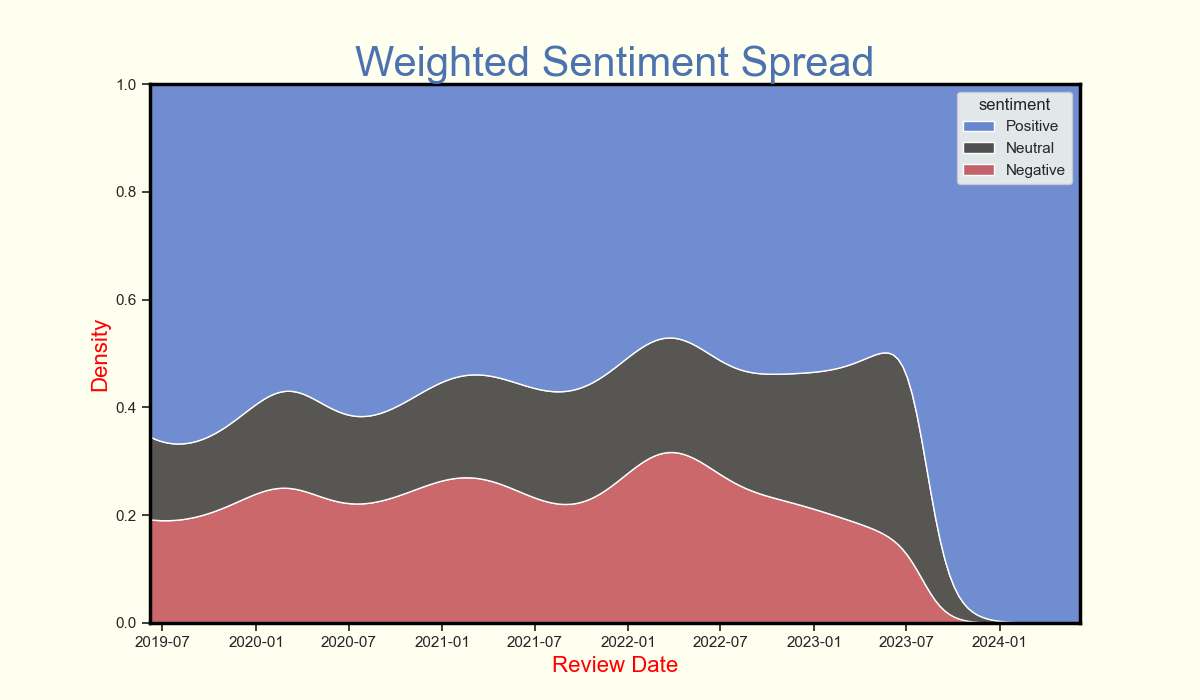 Weighted Sentiment Spread
1.0
0.8
0.6
0.4
0.2
0.0
Density
sentiment
Positive
Neutral
Negative
2019-07 2020-01 2020-07 2021-01 2021-07 2022-01 2022-07 2023-01 2023-07 2024-01
Review Date